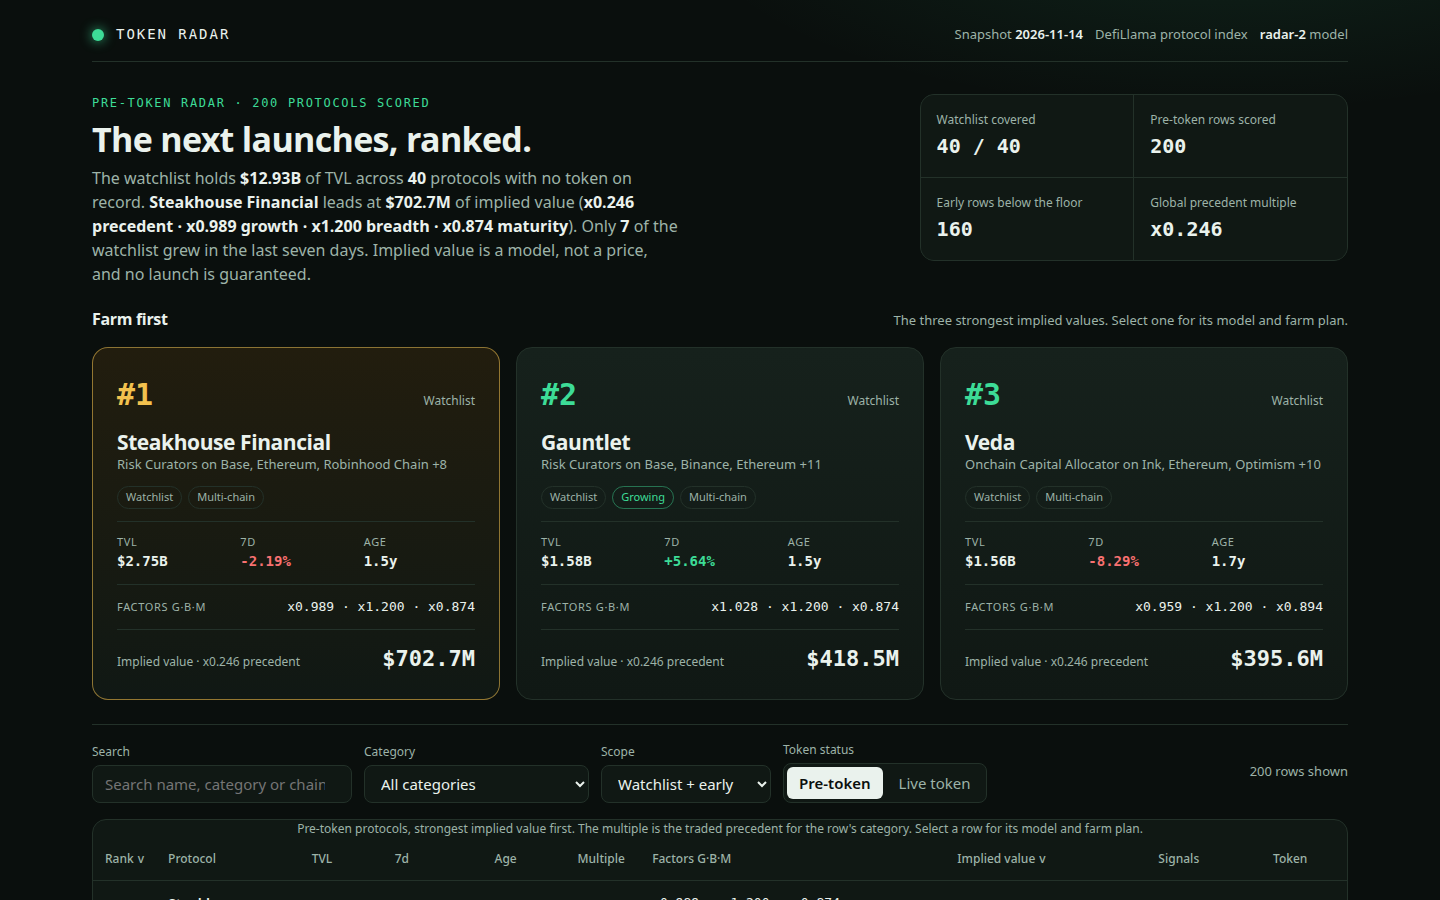 TOKEN RADAR
Snapshot 2026-11-14 DefiLlama protocol index radar-2 model
PRE-TOKEN RADAR · 200 PROTOCOLS SCORED
The next launches, ranked.
The watchlist holds $12.93B of TVL across 40 protocols with no token on
record. Steakhouse Financial leads at $702.7M of implied value (x0.246
precedent · x0.989 growth · x1.200 breadth · x0.874 maturity). Only 7 of the
watchlist grew in the last seven days. Implied value is a model, not a price,
and no launch is guaranteed.
Watchlist covered
40 / 40
Pre-token rows scored
200
Early rows below the floor
160
Global precedent multiple
x0.246
Farm first
The three strongest implied values. Select one for its model and farm plan.
#1
Watchlist
Steakhouse Financial
Risk Curators on Base, Ethereum, Robinhood Chain +8
Watchlist Multi-chain
TVL 7D AGE
$2.75B -2.19% 1.5y
FACTORS G·B·M x0.989 · x1.200 · x0.874
Implied value · x0.246 precedent $702.7M
#2
Watchlist
Gauntlet
Risk Curators on Base, Binance, Ethereum +11
Watchlist Growing Multi-chain
TVL 7D AGE
$1.58B +5.64% 1.5y
FACTORS G·B·M x1.028 · x1.200 · x0.874
Implied value · x0.246 precedent $418.5M
#3
Watchlist
Veda
Onchain Capital Allocator on Ink, Ethereum, Optimism +10
Watchlist Multi-chain
TVL 7D AGE
$1.56B -8.29% 1.7y
FACTORS G·B·M x0.959 · x1.200 · x0.894
Implied value · x0.246 precedent $395.6M
Search Category Scope Token status
Search name, category or chain All categories Watchlist + early Pre-token Live token
200 rows shown
Pre-token protocols, strongest implied value first. The multiple is the traded precedent for the row's category. Select a row for its model and farm plan.
Rank v Protocol TVL 7d Age Multiple Factors G·B·M Implied value v Signals Token